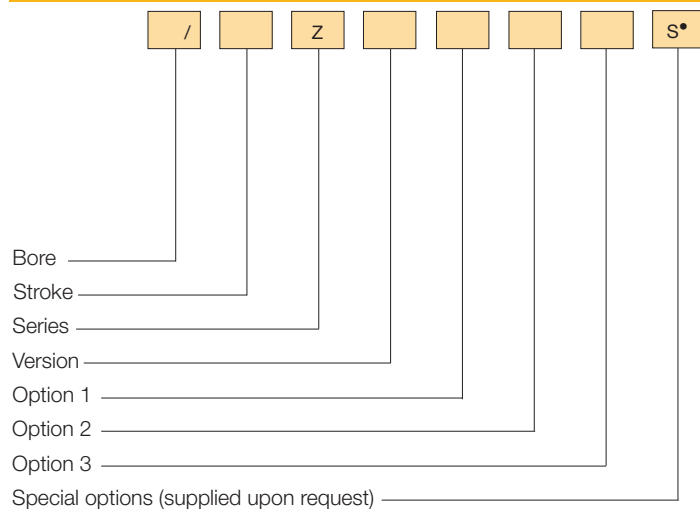 / Z S•
Bore
Stroke
Series
Version
Option 1
Option 2
Option 3
Special options (supplied upon request)